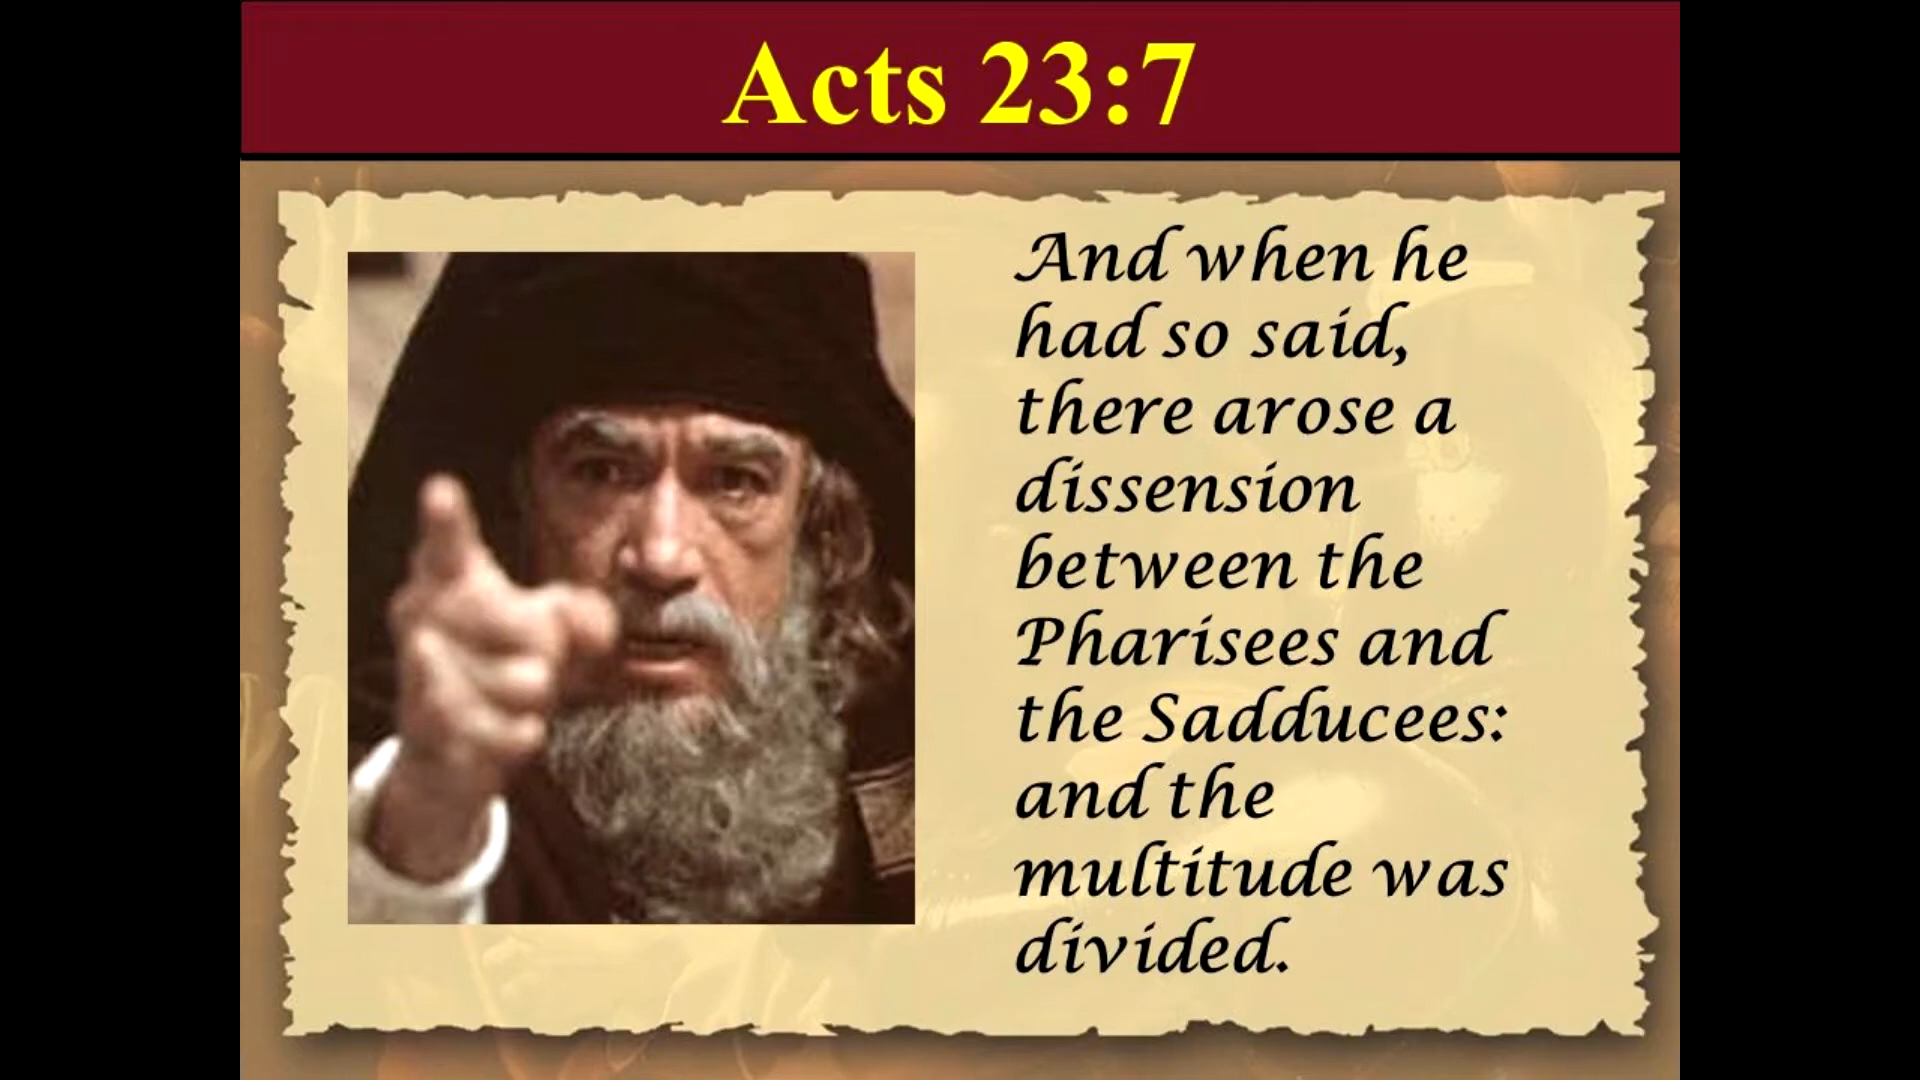 Acts 23:7
And when he
had so said,
there arose a
dissension
between the
Pharisees and
the Sadducees:
and the
multitude was
divided.